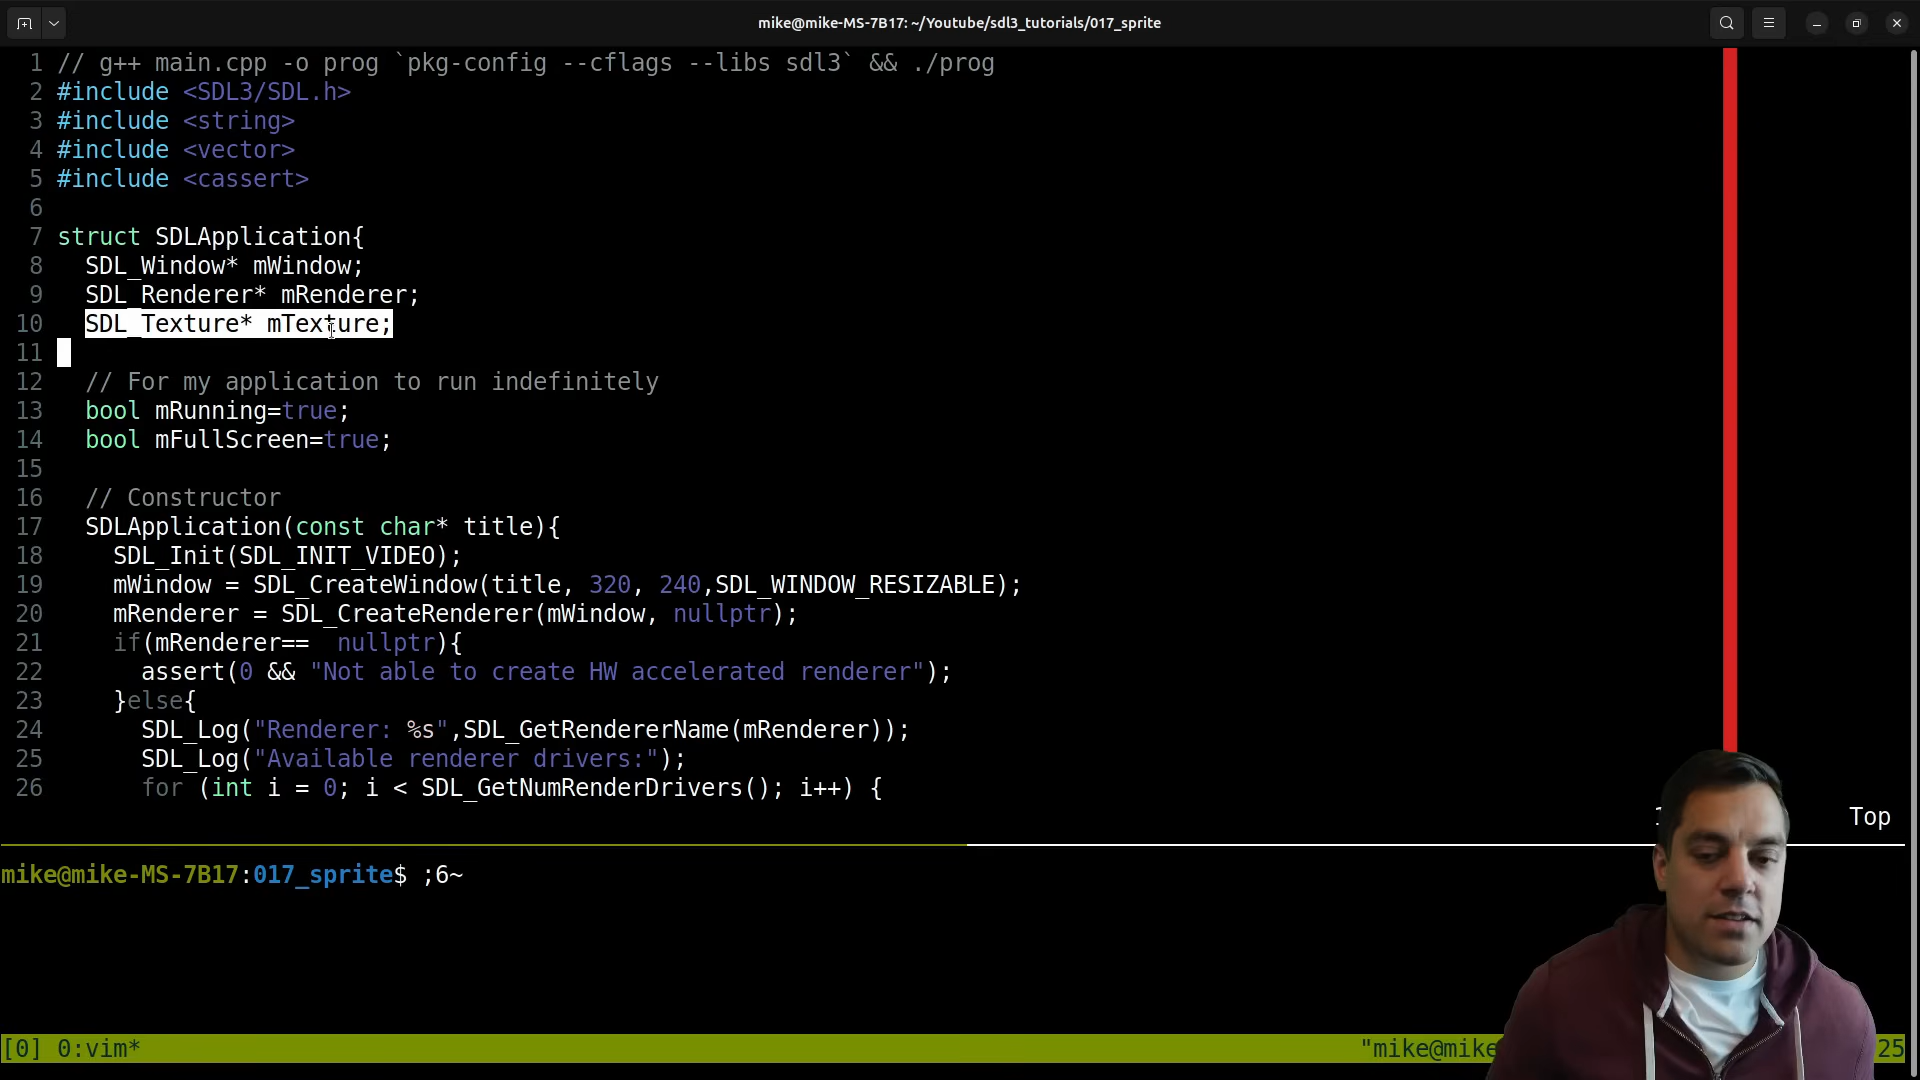 mike@mike-MS-7B17: ~/Youtube/sdl3_tutorials/017_sprite
1 // g++ main.cpp -o prog `pkg-config --cflags --libs sdl3` && ./prog
2 #include <SDL3/SDL.h>
3 #include <string>
4 #include <vector>
5 #include <cassert>
6
7 struct SDLApplication{
8   SDL_Window* mWindow;
9   SDL_Renderer* mRenderer;
10   SDL_Texture* mTexture;
11
12   // For my application to run indefinitely
13   bool mRunning=true;
14   bool mFullScreen=true;
15
16   // Constructor
17   SDLApplication(const char* title){
18     SDL_Init(SDL_INIT_VIDEO);
19     mWindow = SDL_CreateWindow(title, 320, 240,SDL_WINDOW_RESIZABLE);
20     mRenderer = SDL_CreateRenderer(mWindow, nullptr);
21     if(mRenderer==  nullptr){
22       assert(0 && "Not able to create HW accelerated renderer");
23     }else{
24       SDL_Log("Renderer: %s",SDL_GetRendererName(mRenderer));
25       SDL_Log("Available renderer drivers:");
26       for (int i = 0; i < SDL_GetNumRenderDrivers(); i++) {
Top
mike@mike-MS-7B17:017_sprite$ ;6~
[0] 0:vim* "mike@mike 25